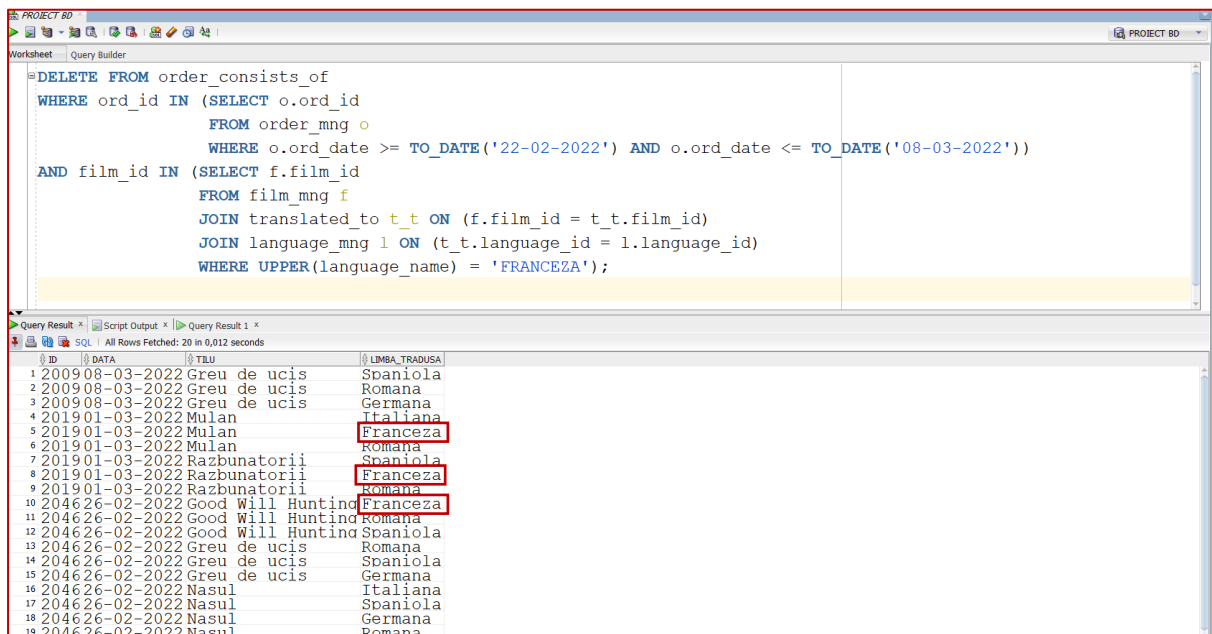 PROIECT BD
PROIECT BD
Worksheet Query Builder
DELETE FROM order_consists_of
WHERE ord_id IN (SELECT o.ord_id
FROM order_mng o
WHERE o.ord_date >= TO_DATE('22-02-2022') AND o.ord_date <= TO_DATE('08-03-2022'))
AND film_id IN (SELECT f.film_id
FROM film_mng f
JOIN translated_to t_t ON (f.film_id = t_t.film_id)
JOIN language_mng l ON (t_t.language_id = l.language_id)
WHERE UPPER(language_name) = 'FRANCEZA');
Query Result × Script Output × Query Result 1 ×
SQL | All Rows Fetched: 20 in 0,012 seconds
ID DATA TILU LIMBA_TRADUSA
1 2009 08-03-2022 Greu de ucis Spaniola
2 2009 08-03-2022 Greu de ucis Romana
3 2009 08-03-2022 Greu de ucis Germana
4 2019 01-03-2022 Mulan Italiana
5 2019 01-03-2022 Mulan Franceza
6 2019 01-03-2022 Mulan Romana
7 2019 01-03-2022 Razbunatorii Spaniola
8 2019 01-03-2022 Razbunatorii Franceza
9 2019 01-03-2022 Razbunatorii Romana
10 2046 26-02-2022 Good Will Hunting Franceza
11 2046 26-02-2022 Good Will Hunting Romana
12 2046 26-02-2022 Good Will Hunting Spaniola
13 2046 26-02-2022 Greu de ucis Romana
14 2046 26-02-2022 Greu de ucis Spaniola
15 2046 26-02-2022 Greu de ucis Germana
16 2046 26-02-2022 Nasul Italiana
17 2046 26-02-2022 Nasul Spaniola
18 2046 26-02-2022 Nasul Germana
19 2046 26-02-2022 Nasul Romana